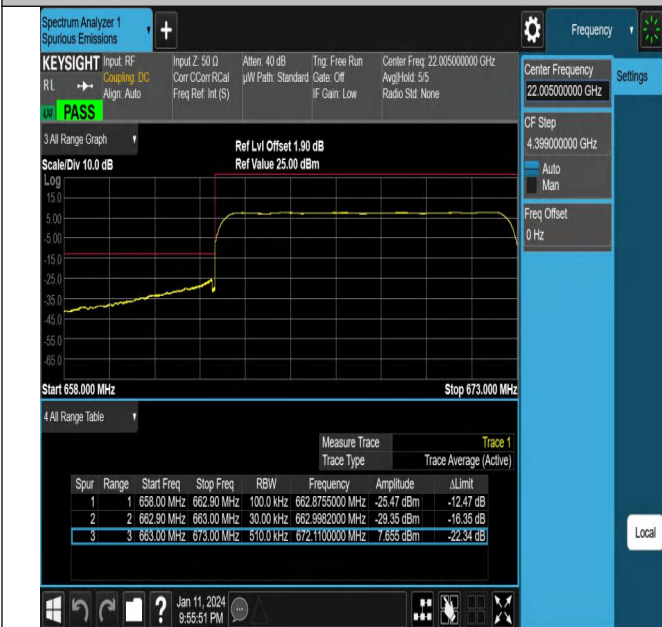 Spectrum Analyzer 1
Spurious Emissions
Frequency
KEYSIGHT
RL
PASS
Input: RF
Coupling: DC
Align: Auto
Input Z: 50 Ω
Corr CCorr RCal
Freq Ref: Int (S)
Atten: 40 dB
µW Path: Standard
Trig: Free Run
Gate: Off
IF Gain: Low
Center Freq: 22.005000000 GHz
Avg|Hold: 5/5
Radio Std: None
Center Frequency
22.005000000 GHz
Settings
CF Step
4.399000000 GHz
Auto
Man
Freq Offset
0 Hz
3 All Range Graph
Scale/Div 10.0 dB
Ref Lvl Offset 1.90 dB
Ref Value 25.00 dBm
Log
15.0
5.00
-5.00
-15.0
-25.0
-35.0
-45.0
-55.0
-65.0
Start 658.000 MHz
Stop 673.000 MHz
4 All Range Table
Measure Trace Trace 1
Trace Type Trace Average (Active)
Spur Range Start Freq Stop Freq RBW Frequency Amplitude ΔLimit
1 1 658.00 MHz 662.90 MHz 100.0 kHz 662.8755000 MHz -25.47 dBm -12.47 dB
2 2 662.90 MHz 663.00 MHz 30.00 kHz 662.9982000 MHz -29.35 dBm -16.35 dB
3 3 663.00 MHz 673.00 MHz 510.0 kHz 672.1100000 MHz 7.655 dBm -22.34 dB
Local
Jan 11, 2024
9:55:51 PM